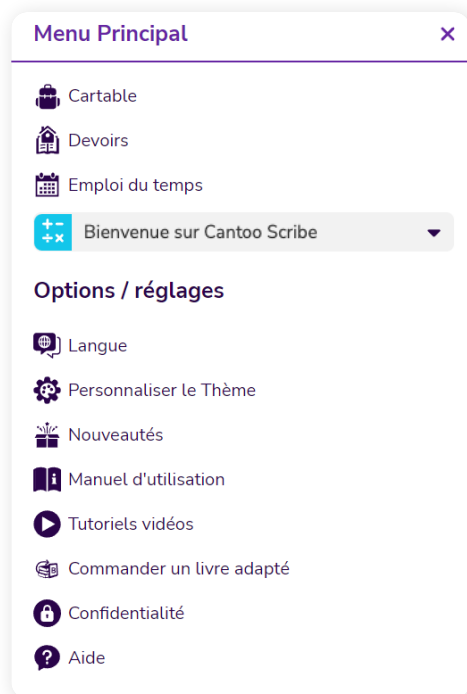 Menu Principal
Cartable
Devoirs
Emploi du temps
Bienvenue sur Cantoo Scribe
Options / réglages
Langue
Personnaliser le Thème
Nouveautés
Manuel d'utilisation
Tutoriels vidéos
Commander un livre adapté
Confidentialité
Aide